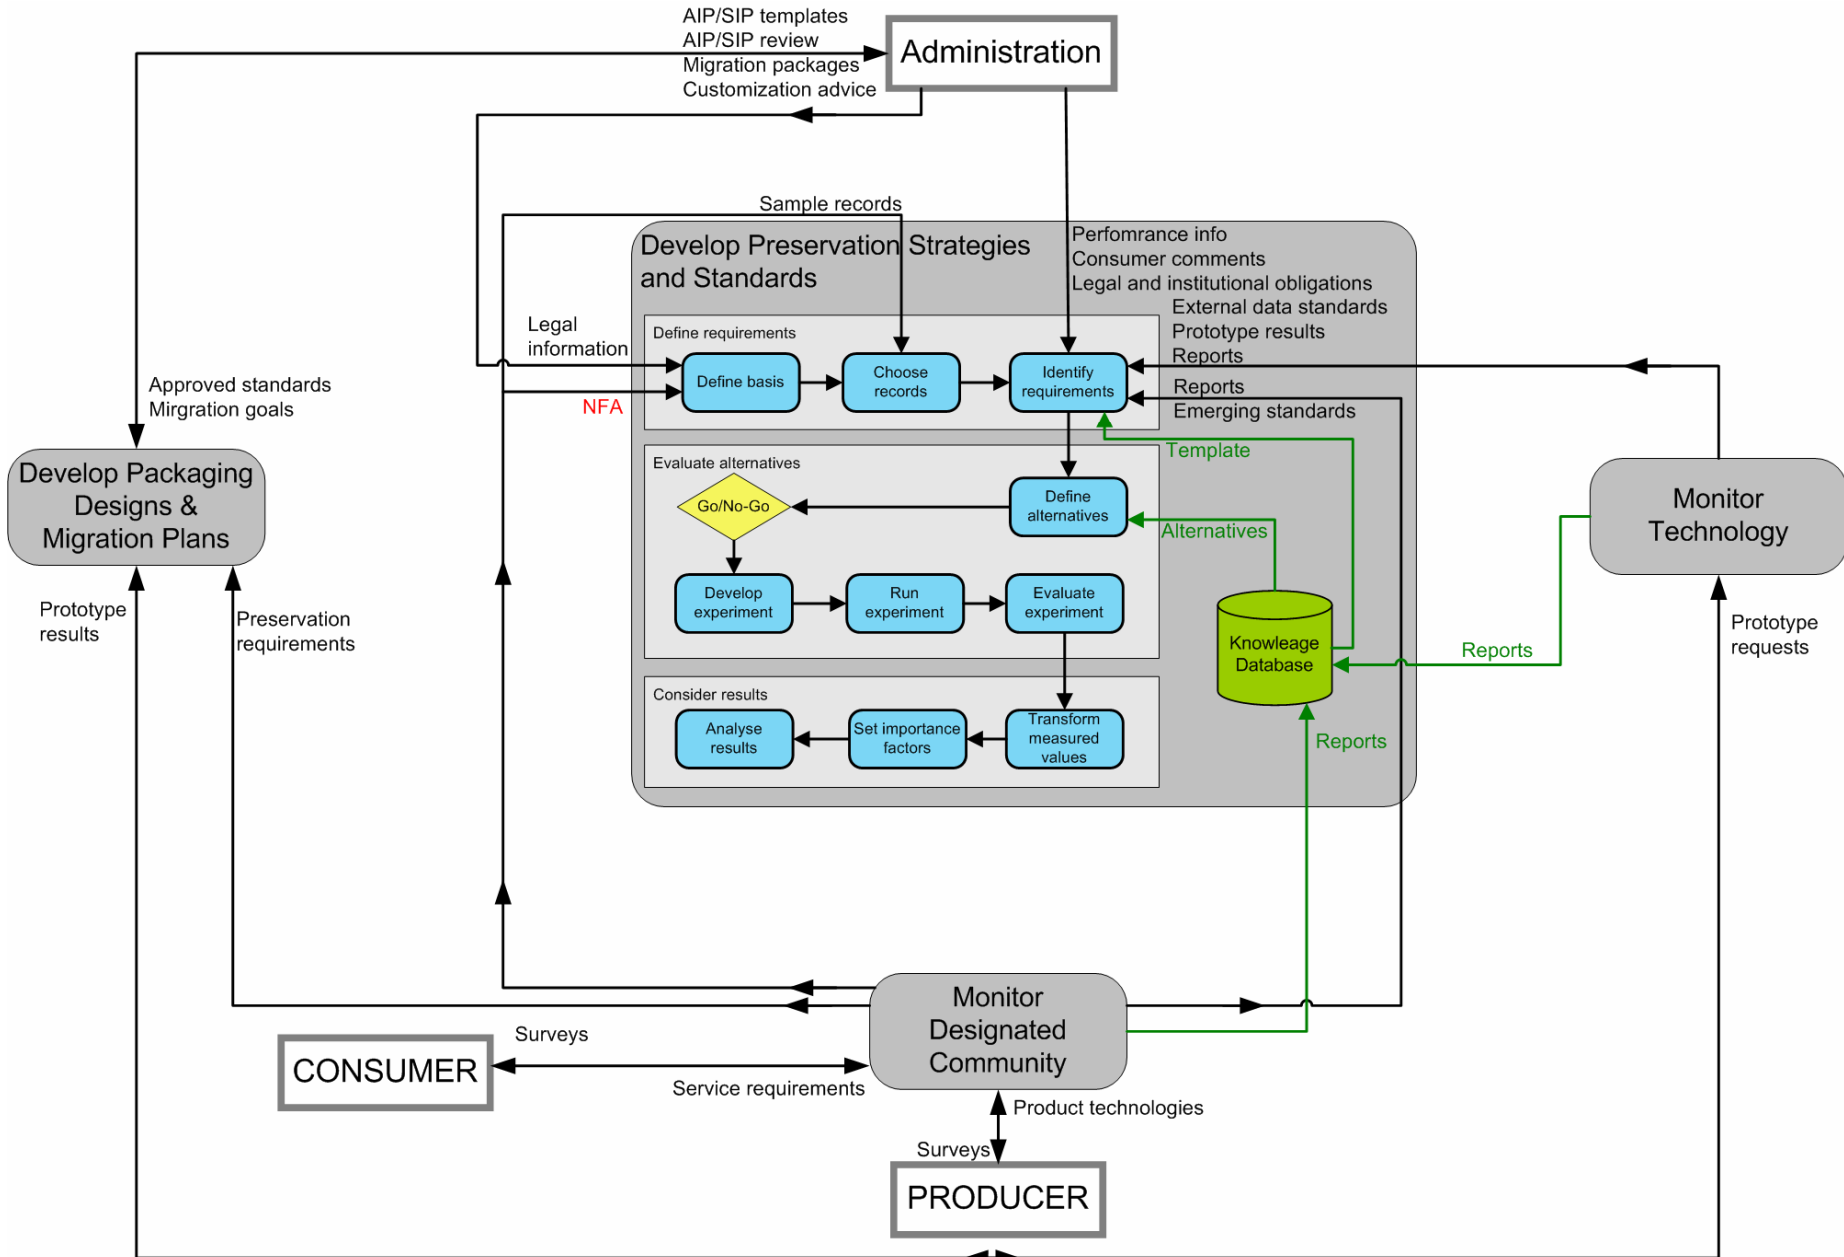 AIP/SIP templates
AIP/SIP review
Migration packages
Customization advice
Administration
Sample records
Develop Preservation Strategies
and Standards
Perfomrance info
Consumer comments
Legal and institutional obligations
External data standards
Prototype results
Reports
Legal
information
Define requirements
Define basis
Choose
records
Identify
requirements
NFA
Reports
Emerging standards
Approved standards
Mirgration goals
Template
Evaluate alternatives
Go/No-Go
Define
alternatives
Alternatives
Develop Packaging
Designs &
Migration Plans
Monitor
Technology
Develop
experiment
Run
experiment
Evaluate
experiment
Prototype
results
Preservation
requirements
Knowleage
Database
Reports
Prototype
requests
Consider results
Analyse
results
Set importance
factors
Transform
measured
values
Reports
Monitor
Designated
Community
Surveys
CONSUMER
Service requirements
Product technologies
Surveys
PRODUCER